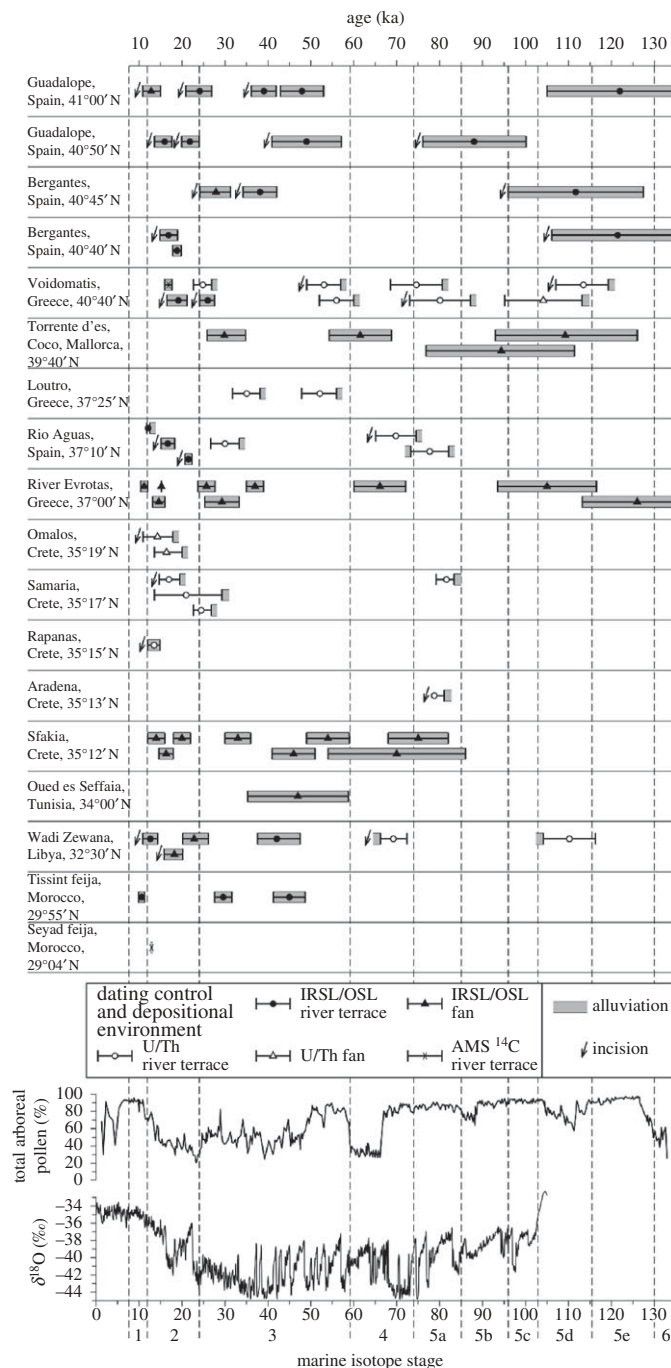 age (ka)
10 20 30 40 50 60 70 80 90 100 110 120 130
Guadalope,
Spain, 41°00′N
Guadalope,
Spain, 40°50′N
Bergantes,
Spain, 40°45′N
Bergantes,
Spain, 40°40′N
Voidomatis,
Greece, 40°40′N
Torrente d'es,
Coco, Mallorca,
39°40′N
Loutro,
Greece, 37°25′N
Rio Aguas,
Spain, 37°10′N
River Evrotas,
Greece, 37°00′N
Omalos,
Crete, 35°19′N
Samaria,
Crete, 35°17′N
Rapanas,
Crete, 35°15′N
Aradena,
Crete, 35°13′N
Sfakia,
Crete, 35°12′N
Oued es Seffaia,
Tunisia, 34°00′N
Wadi Zewana,
Libya, 32°30′N
Tissint feija,
Morocco,
29°55′N
Seyad feija,
Morocco,
29°04′N
dating control
and depositional
environment
IRSL/OSL
river terrace
IRSL/OSL
fan
U/Th
river terrace
U/Th fan
AMS ¹⁴C
river terrace
alluviation
incision
total arboreal
pollen (%)
100
80
60
40
20
0
δ¹⁸O (‰)
−34
−36
−38
−40
−42
−44
0 10 20 30 40 50 60 70 80 90 100 110 120 130
1 2 3 4 5a 5b 5c 5d 5e 6
marine isotope stage